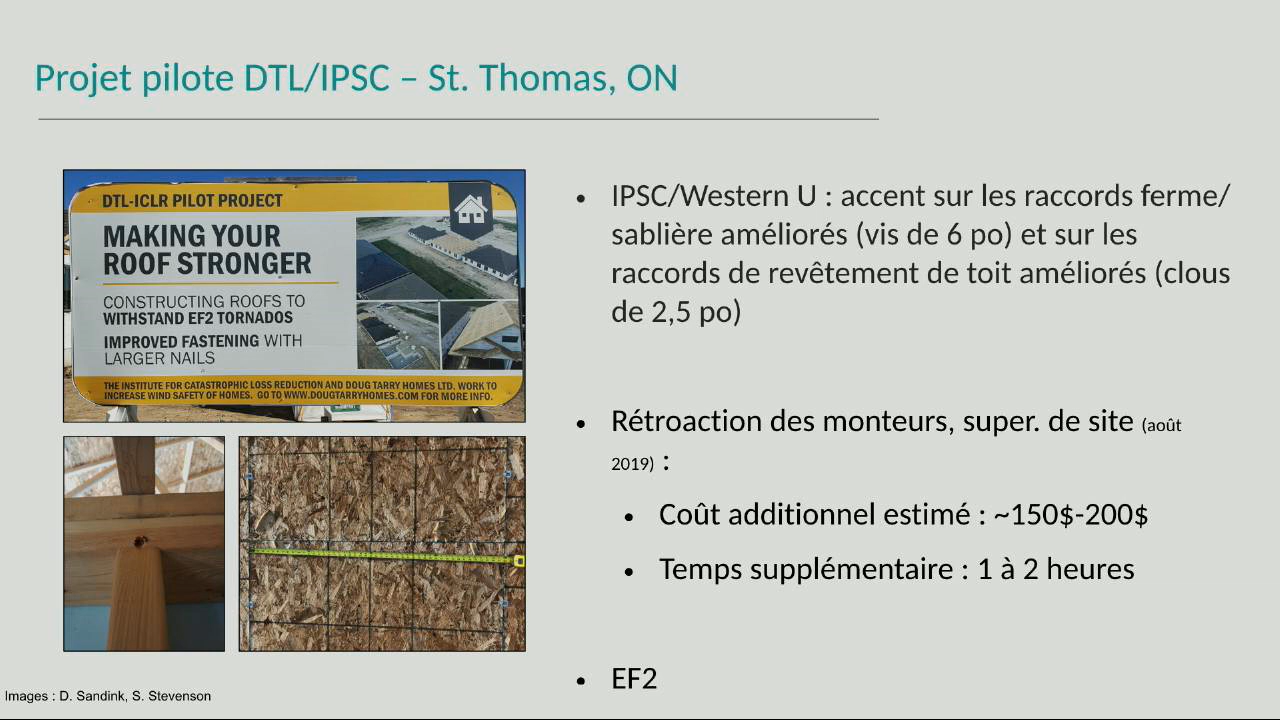 Projet pilote DTL/IPSC – St. Thomas, ON
DTL-ICLR PILOT PROJECT
MAKING YOUR
ROOF STRONGER
CONSTRUCTING ROOFS TO
WITHSTAND EF2 TORNADOS
IMPROVED FASTENING WITH
LARGER NAILS
THE INSTITUTE FOR CATASTROPHIC LOSS REDUCTION AND DOUG TARRY HOMES LTD. WORK TO
INCREASE WIND SAFETY OF HOMES. GO TO WWW.DOUGTARRYHOMES.COM FOR MORE INFO.
• IPSC/Western U : accent sur les raccords ferme/
sablière améliorés (vis de 6 po) et sur les
raccords de revêtement de toit améliorés (clous
de 2,5 po)
• Rétroaction des monteurs, super. de site (août
2019) :
• Coût additionnel estimé : ~150$-200$
• Temps supplémentaire : 1 à 2 heures
• EF2
Images : D. Sandink, S. Stevenson